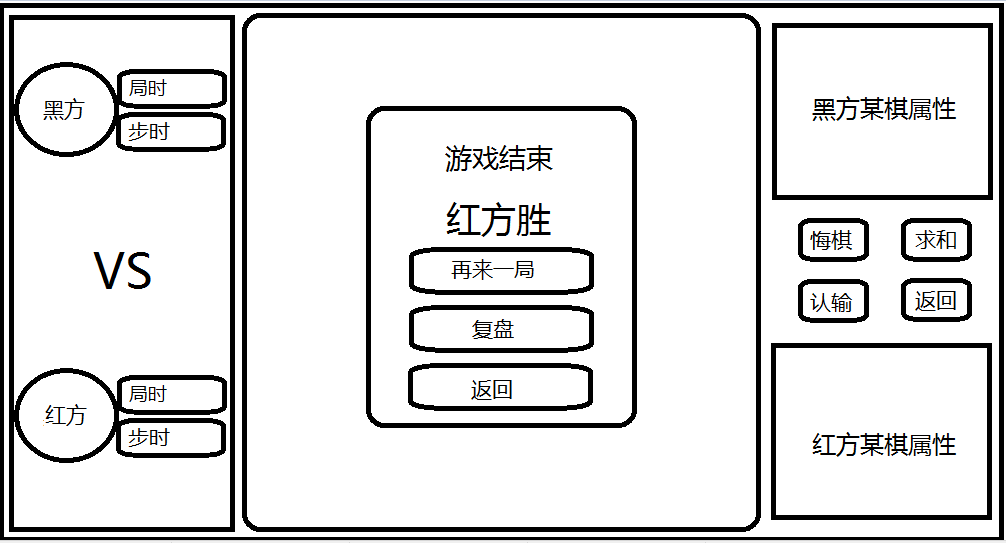 黑方
局时
步时
VS
红方
局时
步时
游戏结束
红方胜
再来一局
复盘
返回
黑方某棋属性
悔棋
求和
认输
返回
红方某棋属性